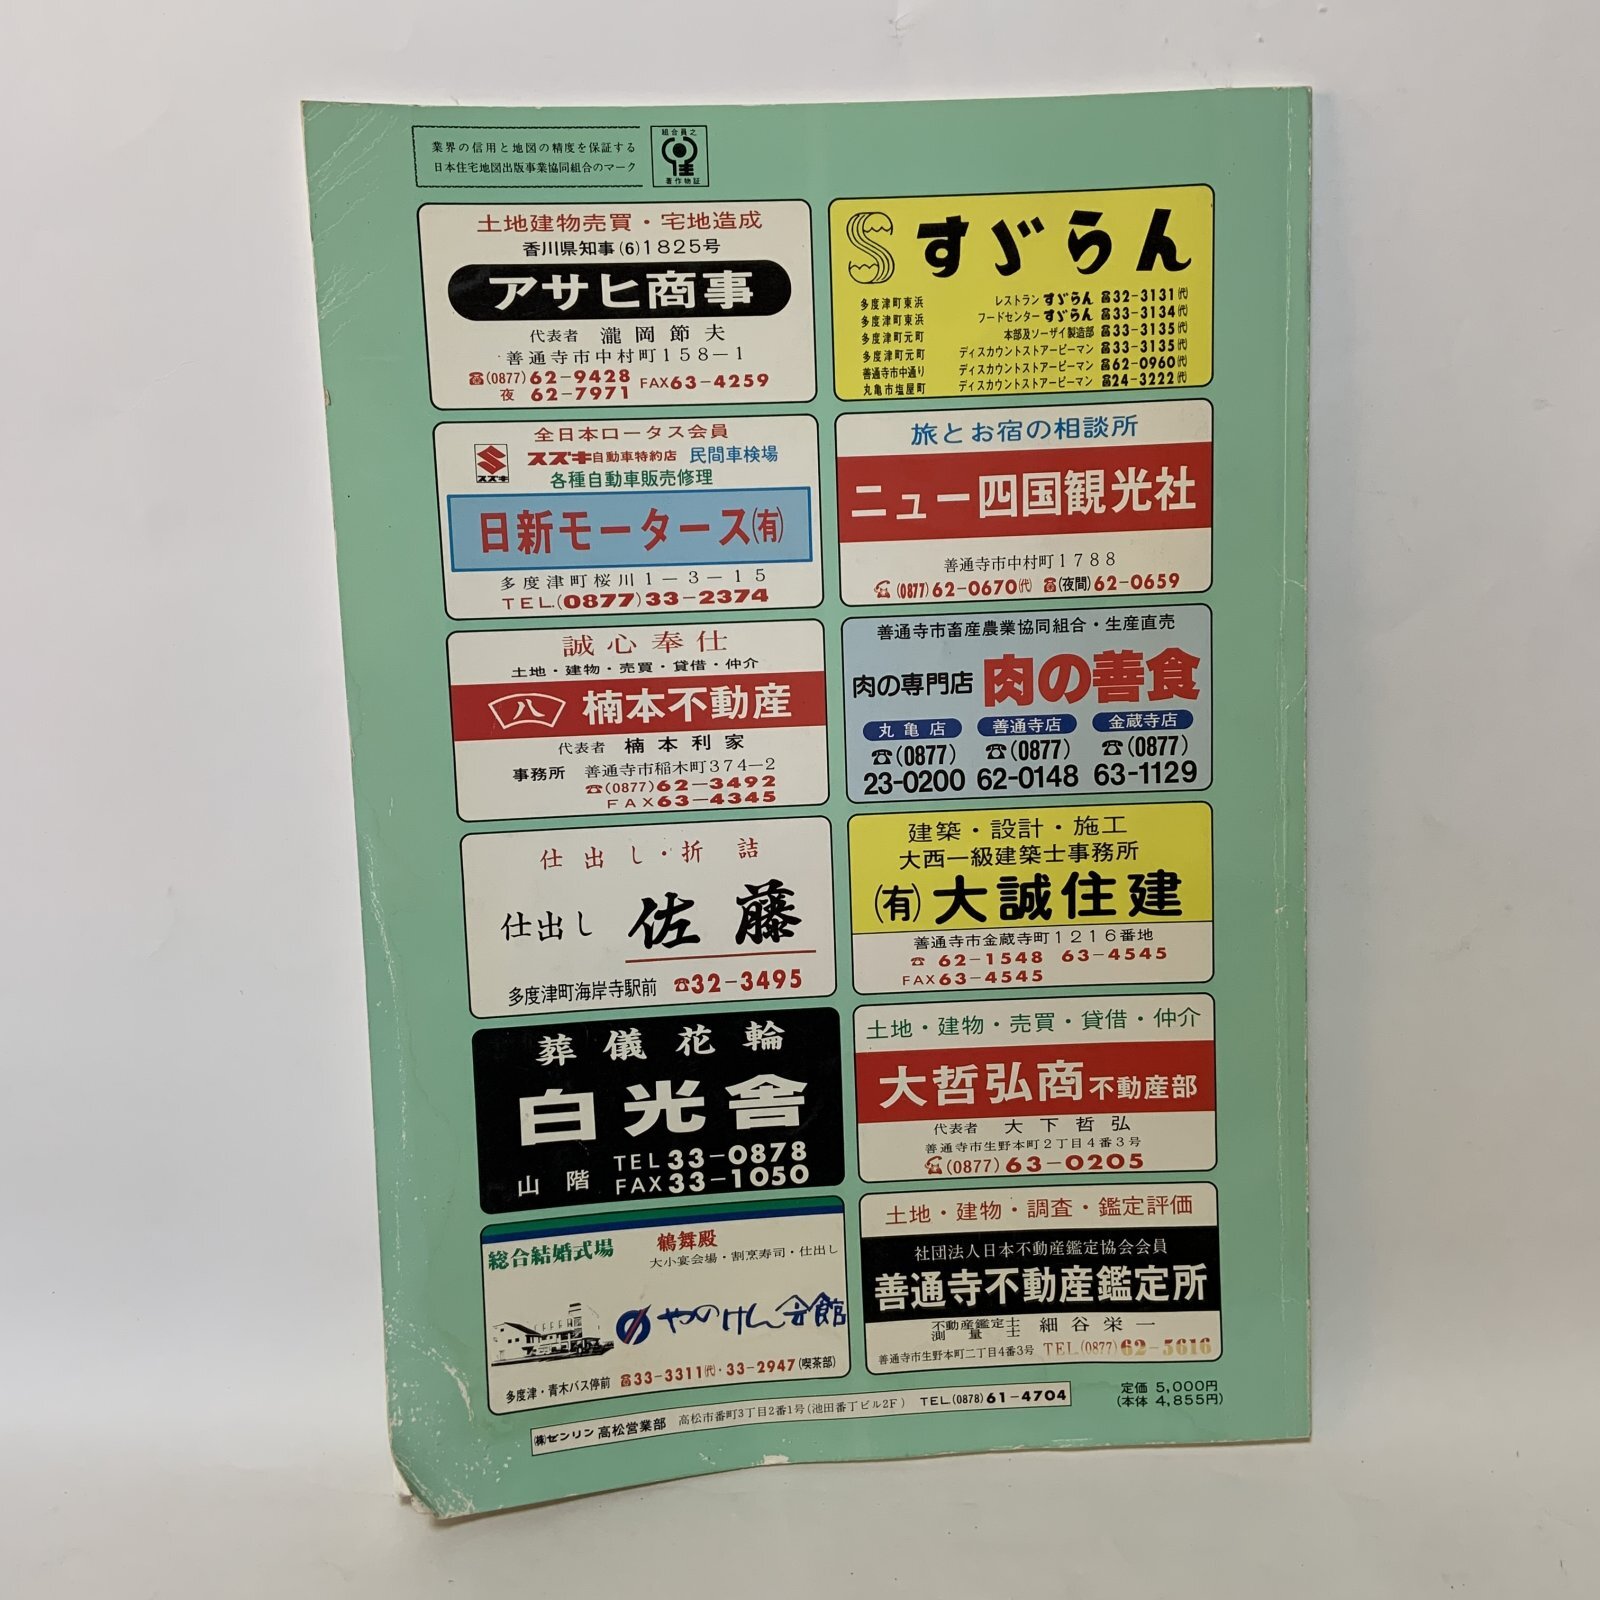 業界の信用と地図の精度を保証する
日本住宅地図出版事業協同組合のマーク
組合員之
著作物証
土地建物売買・宅地造成
香川県知事(6)1825号
アサヒ商事
代表者 瀧岡節夫
善通寺市中村町158-1
☎(0877)62-9428 FAX63-4259
夜 62-7971
S すゞらん
多度津町東浜 レストラン すゞらん ☎32-3131(代)
多度津町東浜 フードセンター すゞらん ☎33-3134(代)
多度津町元町 本部及ソーザイ製造部 ☎33-3135(代)
多度津町元町 ディスカウントストアーピーマン ☎33-3135(代)
善通寺市中通り ディスカウントストアーピーマン ☎62-0960(代)
丸亀市塩屋町 ディスカウントストアーピーマン ☎24-3222(代)
全日本ロータス会員
スズキ
スズキ自動車特約店 民間車検場
各種自動車販売修理
日新モータース(有)
多度津町桜川1-3-15
TEL.(0877)33-2374
旅とお宿の相談所
ニュー四国観光社
善通寺市中村町1788
☎(0877)62-0670(代) ☎(夜間)62-0659
誠心奉仕
土地・建物・売買・貸借・仲介
八 楠本不動産
代表者 楠本利家
事務所 善通寺市稲木町374-2
☎(0877)62-3492
FAX63-4345
善通寺市畜産農業協同組合・生産直売
肉の専門店 肉の善食
丸亀店 善通寺店 金蔵寺店
☎(0877) ☎(0877) ☎(0877)
23-0200 62-0148 63-1129
仕出し・折詰
仕出し 佐藤
多度津町海岸寺駅前 ☎32-3495
建築・設計・施工
大西一級建築士事務所
(有)大誠住建
善通寺市金蔵寺町1216番地
☎ 62-1548 63-4545
FAX63-4545
葬儀花輪
白光舎
山階 TEL33-0878
FAX33-1050
土地・建物・売買・貸借・仲介
大哲弘商不動産部
代表者 大下哲弘
善通寺市生野本町2丁目4番3号
☎(0877)63-0205
総合結婚式場 鶴舞殿
大小宴会場・割烹寿司・仕出し
やのけん会館
多度津・青木バス停前 ☎33-3311(代)・33-2947(喫茶部)
土地・建物・調査・鑑定評価
社団法人日本不動産鑑定協会会員
善通寺不動産鑑定所
不動産鑑定士
測量士 細谷栄一
善通寺市生野本町二丁目4番3号 TEL.(0877)62-5616
㈱ゼンリン 高松営業部 高松市番町3丁目2番1号(池田番丁ビル2F) TEL.(0878)61-4704
定価 5,000円
(本体 4,855円)